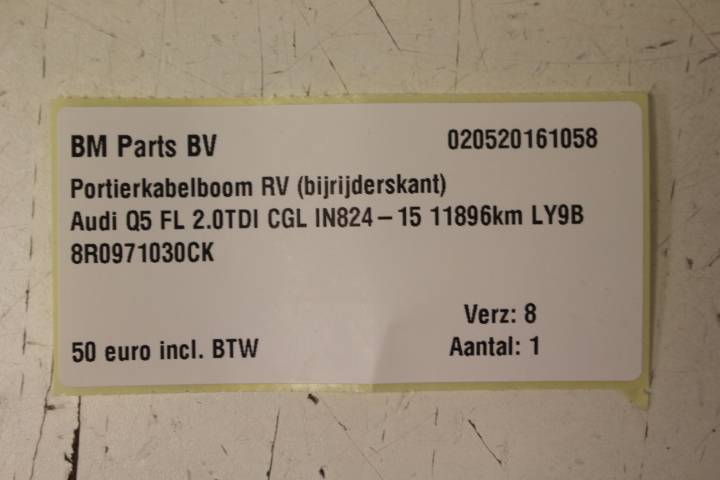 BM Parts BV 020520161058
Portierkabelboom RV (bijrijderskant)
Audi Q5 FL 2.0TDI CGL IN824-15 11896km LY9B
8R0971030CK
Verz: 8
50 euro incl. BTW Aantal: 1